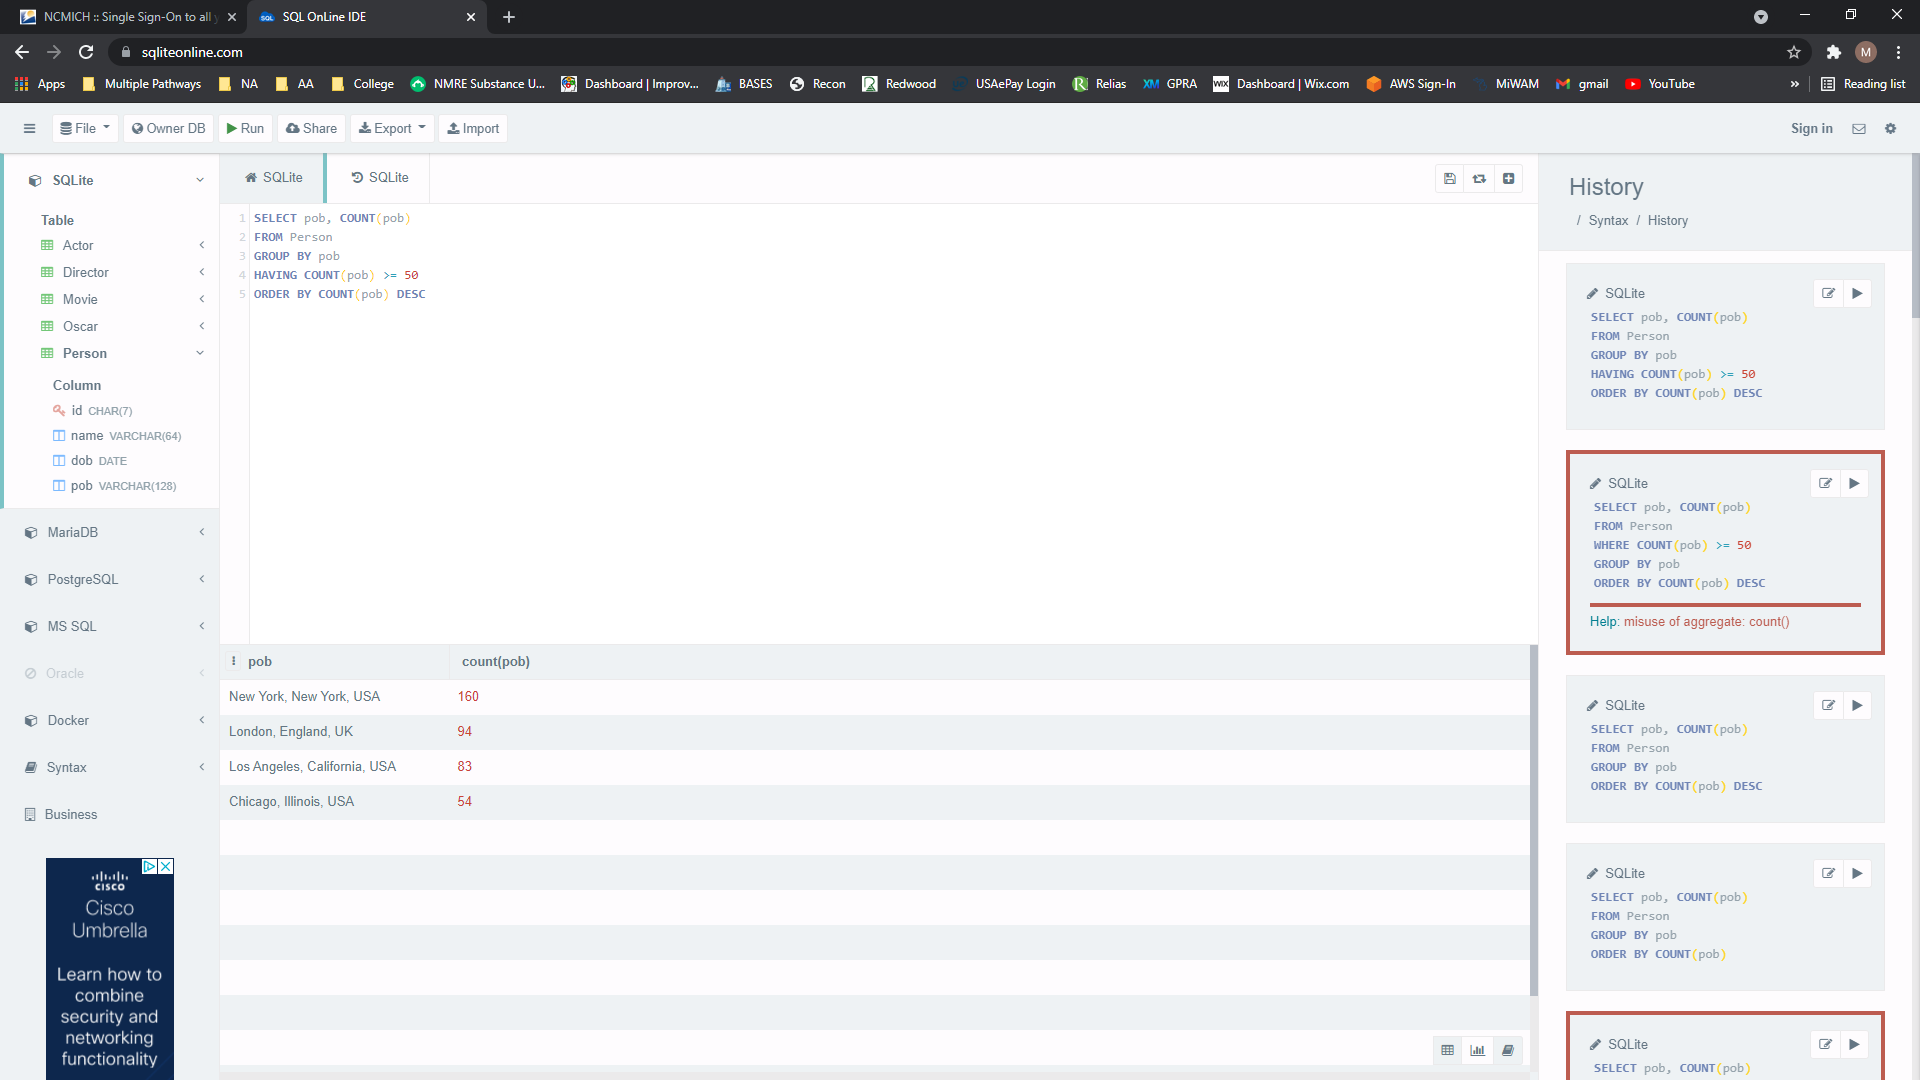 NCMICH :: Single Sign-On to all
SQL OnLine IDE
sqliteonline.com
M
Apps
Multiple Pathways
NA
AA
College
NMRE Substance U...
Dashboard | Improv...
BASES
Recon
Redwood
USAePay Login
Relias
XM GPRA
WIX Dashboard | Wix.com
AWS Sign-In
MiWAM
gmail
YouTube
»
Reading list
File
Owner DB
Run
Share
Export
Import
Sign in
SQLite
Table
Actor
Director
Movie
Oscar
Person
Column
id CHAR(7)
name VARCHAR(64)
dob DATE
pob VARCHAR(128)
MariaDB
PostgreSQL
MS SQL
Oracle
Docker
Syntax
Business
CISCO
Cisco
Umbrella
Learn how to
combine
security and
networking
functionality
SQLite
SQLite
1 SELECT pob, COUNT(pob)
2 FROM Person
3 GROUP BY pob
4 HAVING COUNT(pob) >= 50
5 ORDER BY COUNT(pob) DESC
pob count(pob)
New York, New York, USA 160
London, England, UK 94
Los Angeles, California, USA 83
Chicago, Illinois, USA 54
History
/ Syntax / History
SQLite
SELECT pob, COUNT(pob)
FROM Person
GROUP BY pob
HAVING COUNT(pob) >= 50
ORDER BY COUNT(pob) DESC
SQLite
SELECT pob, COUNT(pob)
FROM Person
WHERE COUNT(pob) >= 50
GROUP BY pob
ORDER BY COUNT(pob) DESC
Help: misuse of aggregate: count()
SQLite
SELECT pob, COUNT(pob)
FROM Person
GROUP BY pob
ORDER BY COUNT(pob) DESC
SQLite
SELECT pob, COUNT(pob)
FROM Person
GROUP BY pob
ORDER BY COUNT(pob)
SQLite
SELECT pob, COUNT(pob)